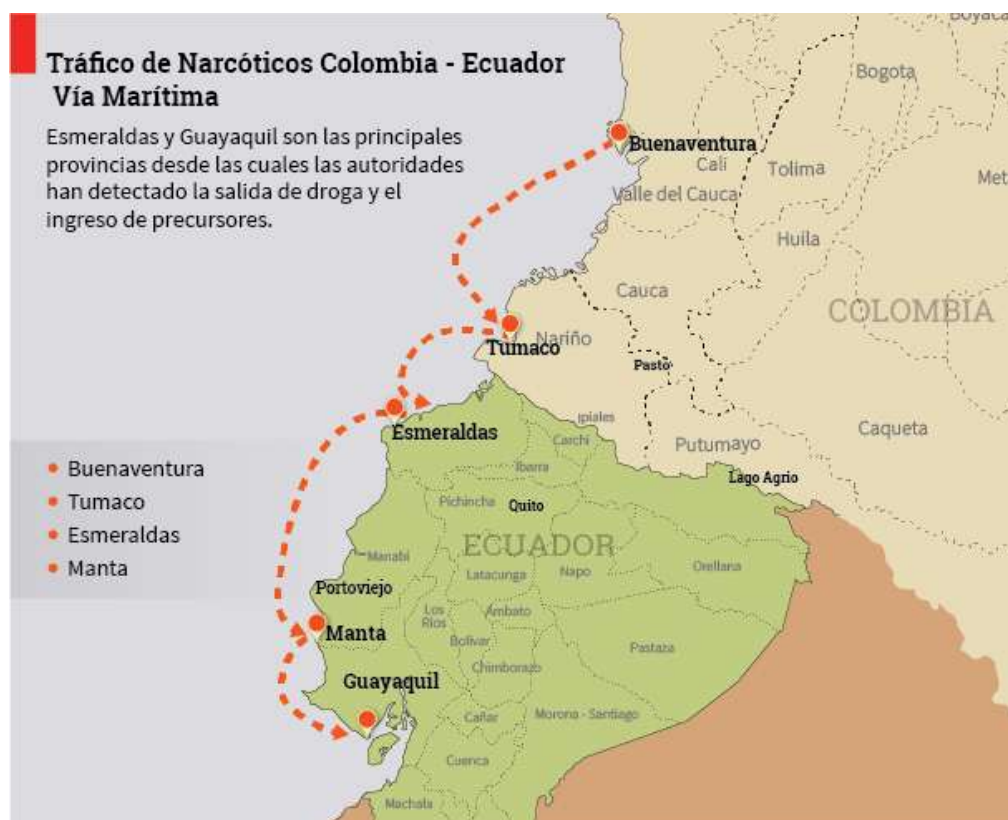 Tráfico de Narcóticos Colombia - Ecuador
Vía Marítima
Esmeraldas y Guayaquil son las principales
provincias desde las cuales las autoridades
han detectado la salida de droga y el
ingreso de precursores.
Boyaca
Bogota
Buenaventura
Cali
Tolima
Met
Valle del Cauca
Huila
Cauca
COLOMBIA
Nariño
Tumaco
Pasto
Ipiales
Esmeraldas
Carchi
Putumayo
Caqueta
Ibarra
Lago Agrio
• Buenaventura
• Tumaco
• Esmeraldas
• Manta
Pichincha
Quito
ECUADOR
Manabi
Latacunga
Napo
Orellana
Portoviejo
Los
Rios
Ambato
Manta
Bolivar
Pastaza
Chimborazo
Guayaquil
Cañar
Morona - Santiago
Cuenca
Machala